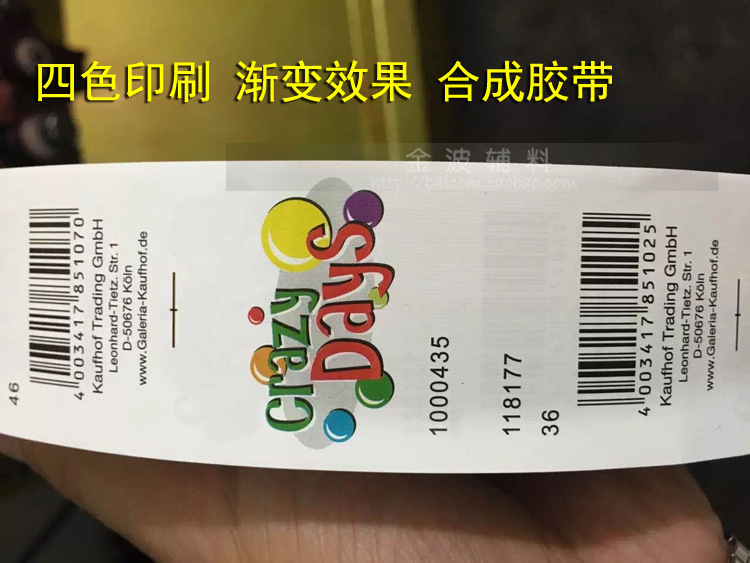 四色印刷 渐变效果 合成胶带
金波辅料
http://balcom.taobao.com
46
4 003417 851070
Kaufhof Trading GmbH
Leonhard-Tietz. Str. 1
D-50676 Köln
www.Galeria-Kaufhof.de
Crazy
Days
1000435
118177
36
4 003417 851025
Kaufhof Trading GmbH
Leonhard-Tietz. Str. 1
D-50676 Köln
www.Galeria-Kaufhof.de